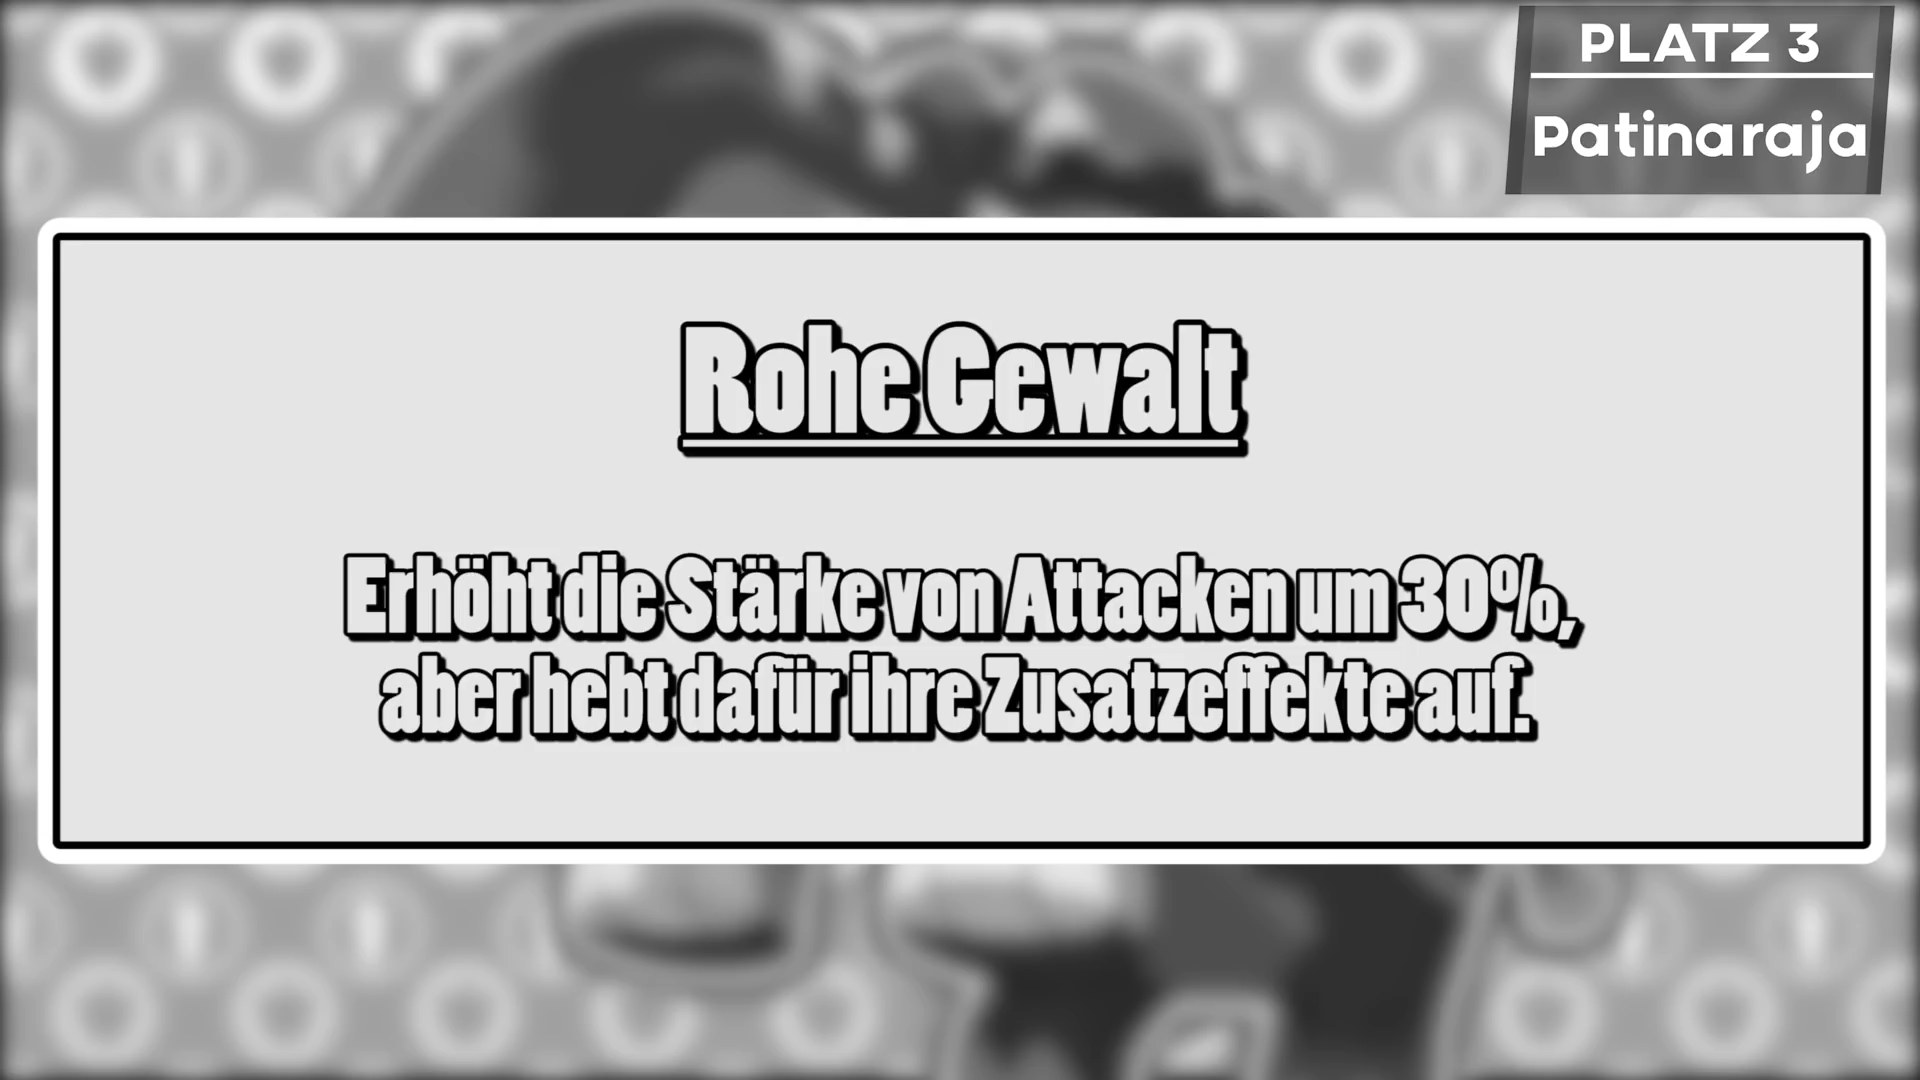 PLATZ 3
Patinaraja
Rohe Gewalt
Erhöht die Stärke von Attacken um 30%,
aber hebt dafür ihre Zusatzeffekte auf.